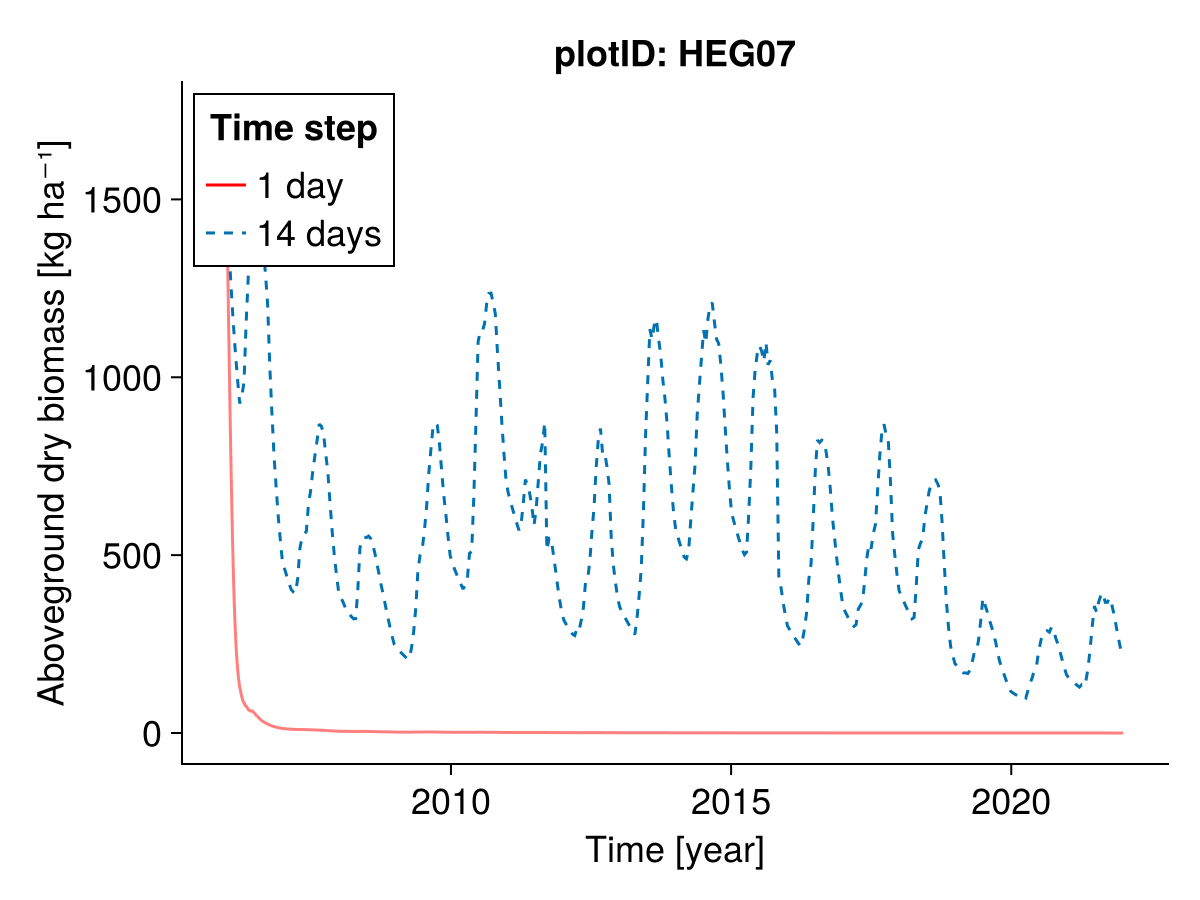 plotID: HEG07
Time step
1 day
14 days
Aboveground dry biomass [kg ha⁻¹]
1500
1000
500
0
2010
2015
2020
Time [year]